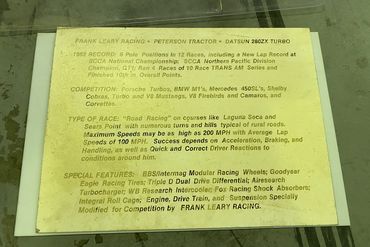 FRANK LEARY RACING • PETERSON TRACTOR • DATSUN 280ZX TURBO
1983 RECORD: 6 Pole Positions in 12 Races, including a New Lap Record at
SCCA National Championship; SCCA Northern Pacific Division
Champion, GT1; Ran 4 Races of 10 Race TRANS AM Series and
Finished 10th in Overall Points.
COMPETITION: Porsche Turbos, BMW M1's, Mercedes 450SL's, Shelby
Cobras, Turbo and V8 Mustangs, V8 Firebirds and Camaros, and
Corvettes.
TYPE OF RACE: "Road Racing" on courses like Laguna Seca and
Sears Point with numerous turns and hills typical of rural roads.
Maximum Speeds may be as high as 200 MPH with Average Lap
Speeds of 100 MPH. Success depends on Acceleration, Braking, and
Handling, as well as Quick and Correct Driver Reactions to
conditions around him.
SPECIAL FEATURES: BBS/Intermag Modular Racing Wheels; Goodyear
Eagle Racing Tires; Triple D Dual Drive Differential; Airesearch
Turbocharger; WB Research Intercooler; Fox Racing Shock Absorbers;
Integral Roll Cage; Engine, Drive Train, and Suspension Specially
Modified for Competition by FRANK LEARY RACING.